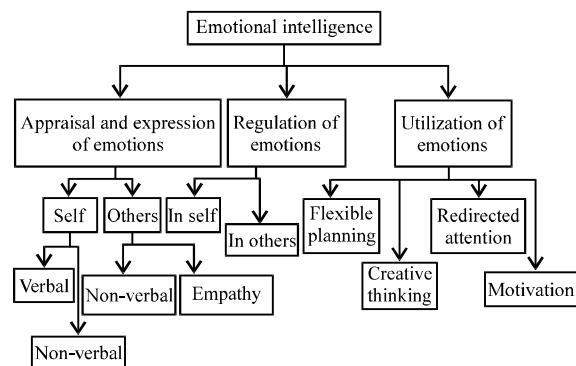 Emotional intelligence
Appraisal and expression
of emotions
Regulation of
emotions
Utilization of
emotions
Self
Others
In self
In others
Flexible
planning
Redirected
attention
Creative
thinking
Motivation
Verbal
Non-verbal
Empathy
Non-verbal